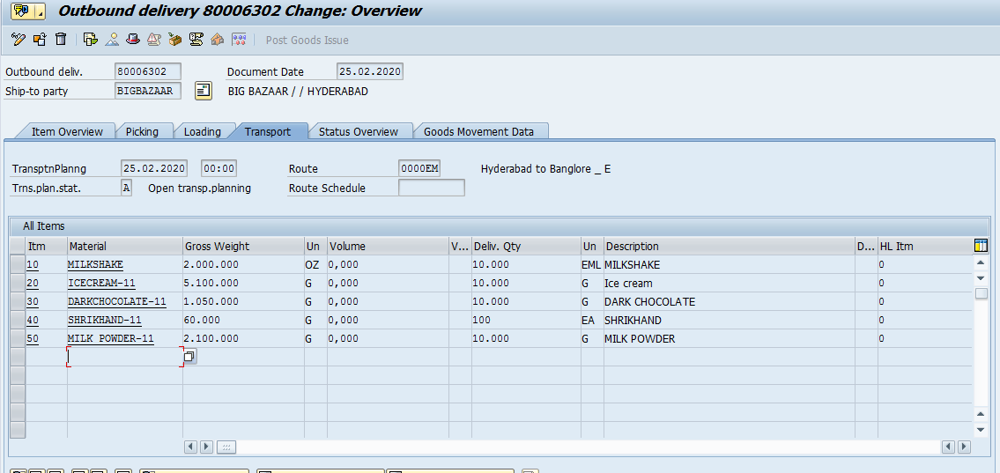 Outbound delivery 80006302 Change: Overview
Post Goods Issue
Outbound deliv. 80006302 Document Date 25.02.2020
Ship-to party BIGBAZAAR BIG BAZAAR / / HYDERABAD
Item Overview Picking Loading Transport Status Overview Goods Movement Data
TransptnPlanng 25.02.2020 00:00 Route 0000EM Hyderabad to Banglore _ E
Trns.plan.stat. A Open transp.planning Route Schedule
All Items
Itm Material Gross Weight Un Volume V... Deliv. Qty Un Description D... HL Itm
10 MILKSHAKE 2.000.000 OZ 0,000 10.000 EML MILKSHAKE 0
20 ICECREAM-11 5.100.000 G 0,000 10.000 G Ice cream 0
30 DARKCHOCOLATE-11 1.050.000 G 0,000 10.000 G DARK CHOCOLATE 0
40 SHRIKHAND-11 60.000 G 0,000 100 EA SHRIKHAND 0
50 MILK POWDER-11 2.100.000 G 0,000 10.000 G MILK POWDER 0